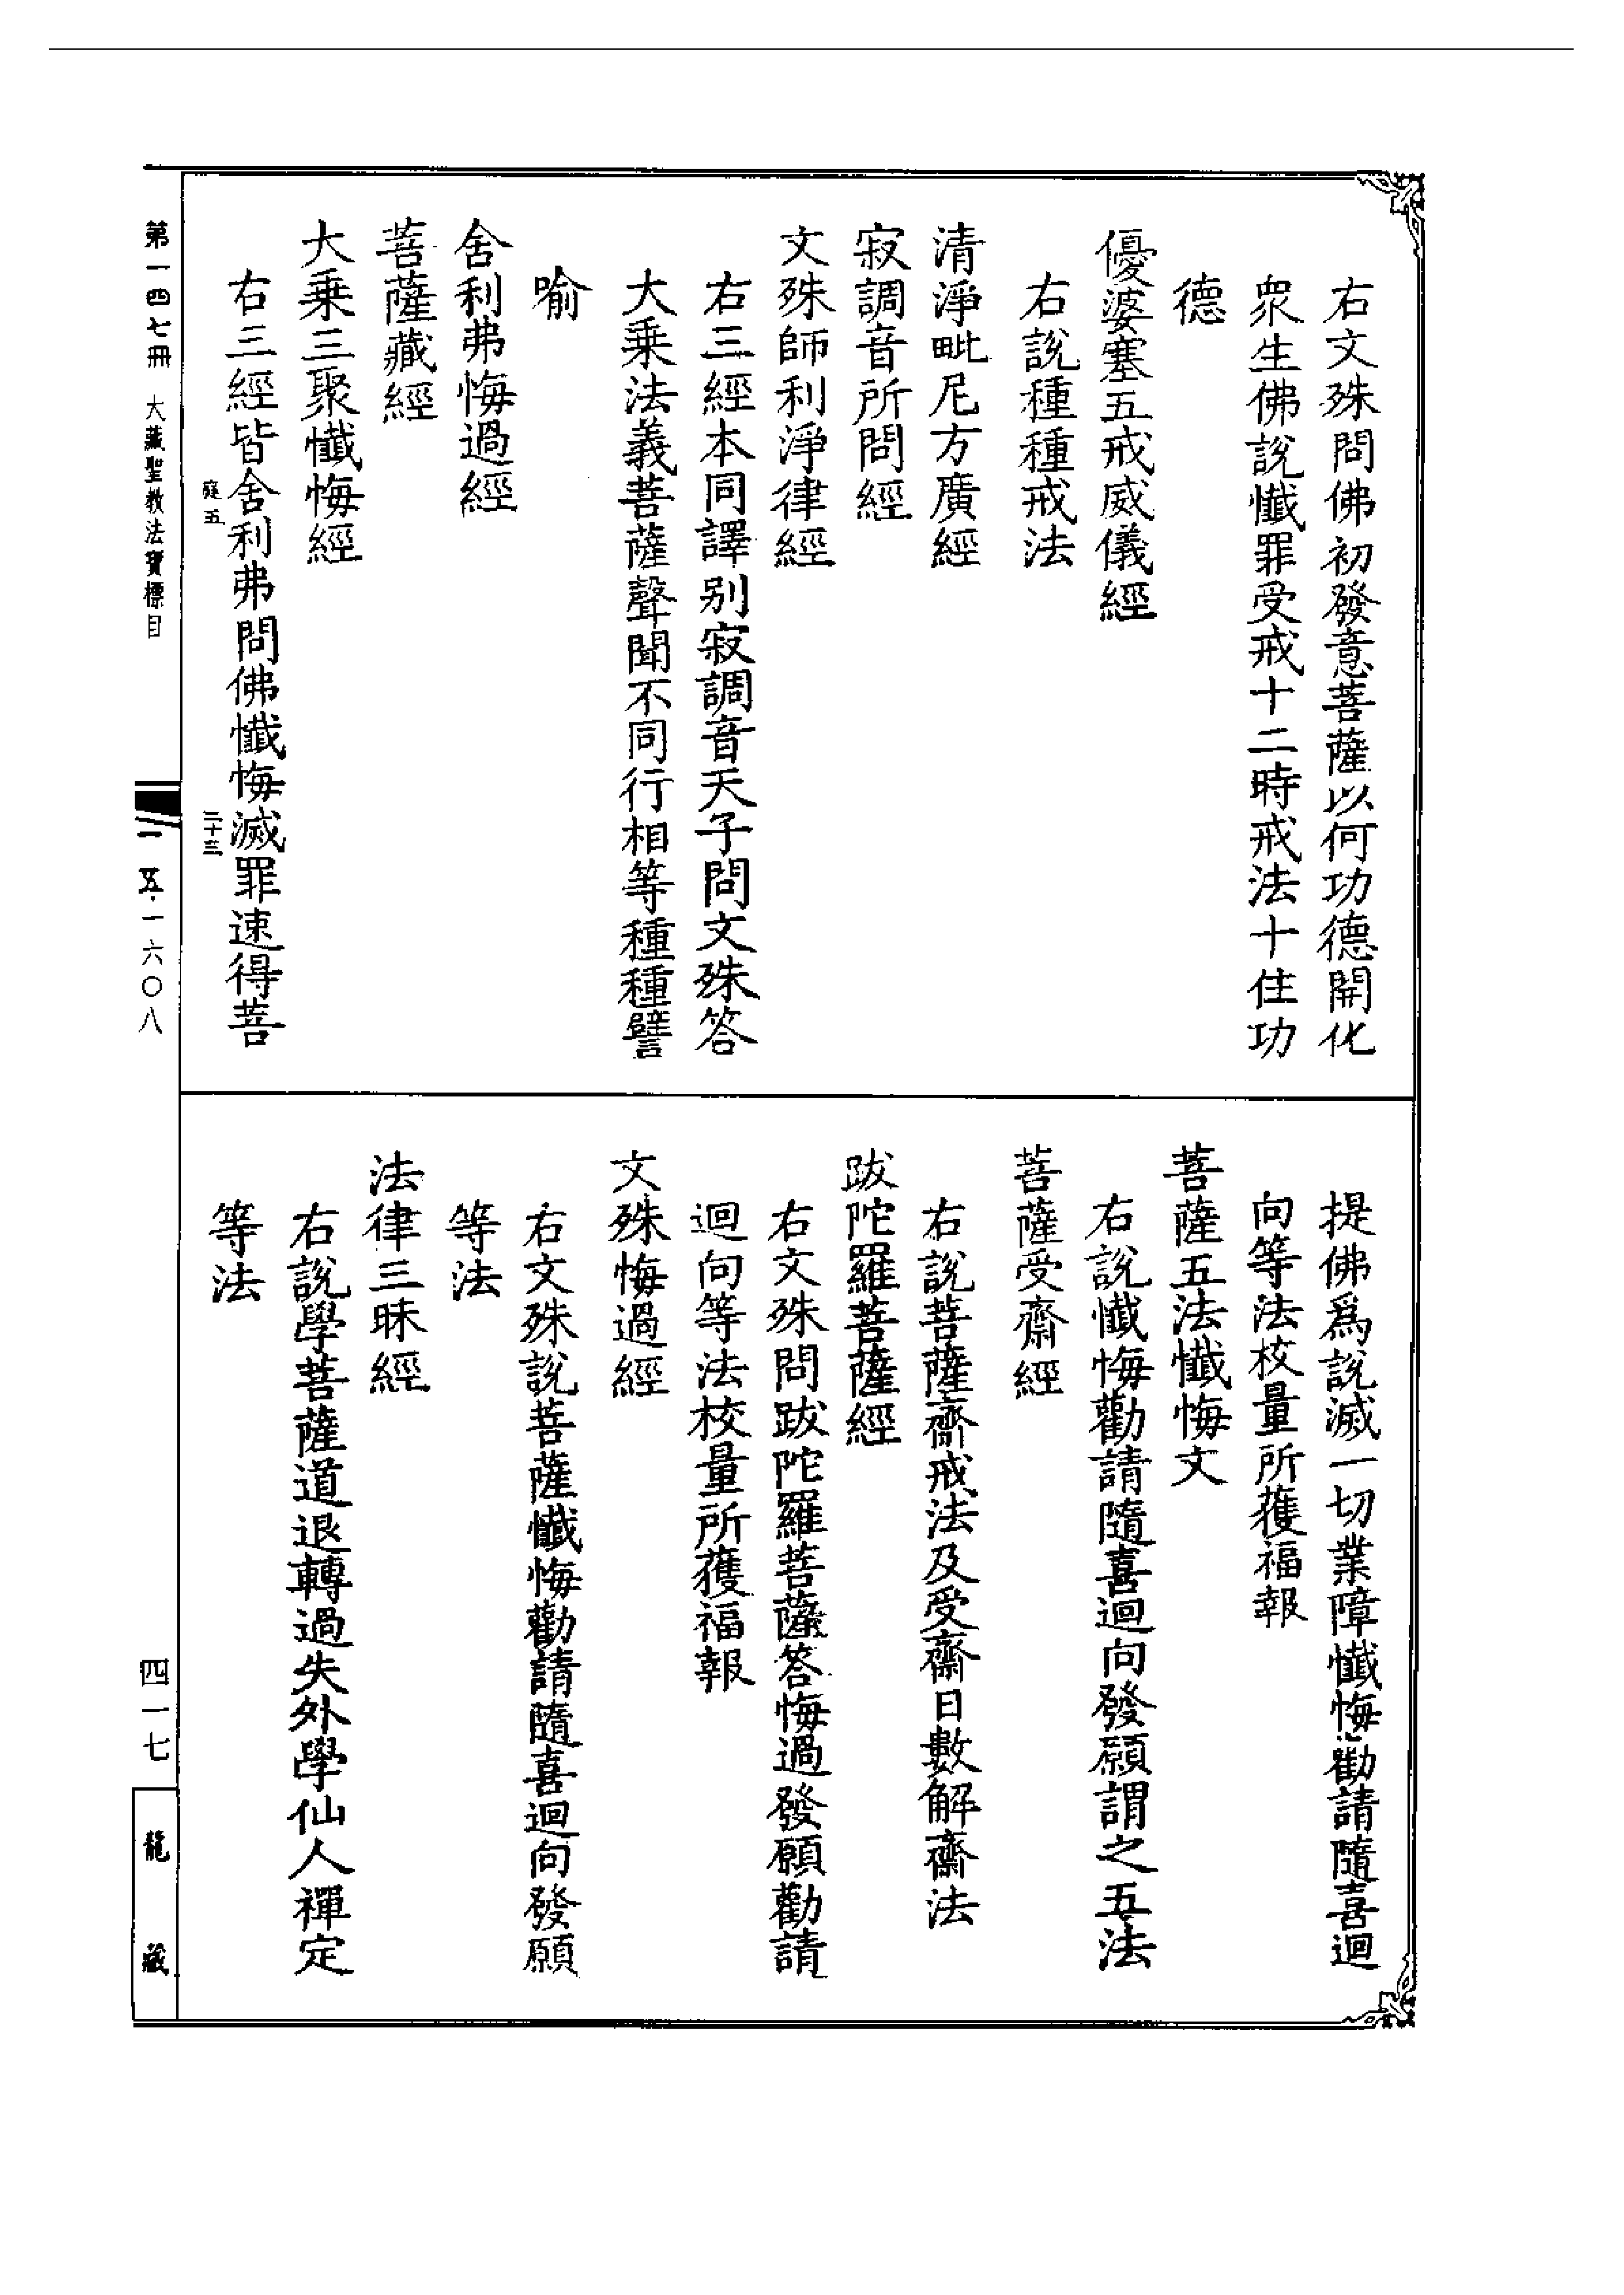 右文殊問佛初發意菩薩以何功德開化
衆生佛說懺罪受戒十二時戒法十住功
德
優婆塞五戒威儀經
右說種種戒法
清淨毗尼方廣經
寂調音所問經
文殊師利淨律經
右三經本同譯别寂調音天子問文殊答
大乘法義菩薩聲聞不同行相等種種譬
喻
舍利弗悔過經
菩薩藏經
大乗三聚懺悔經
右三經皆舍利弗問佛懺悔滅罪速得菩
庭五
三十三
提佛爲說滅一切業障懺悔勸請隨喜迴
向等法校量所獲福報
菩薩五法懺悔文
右說懺悔勸請隨喜迴向發願謂之五法
菩薩受齋經
右說菩薩齋戒法及受齋日數解齋法
跋陀羅菩薩經
右文殊問跋陀羅菩薩答悔過發願勸請
迴向等法校量所獲福報
文殊悔過經
右文殊說菩薩懺悔勸請隨喜迴向發願
等法
法律三昧經
右說學菩薩道退轉過失外學仙人禪定
等法
第一四七冊 大藏聖教法寶標目
一五·一六〇八
四一七
龍藏